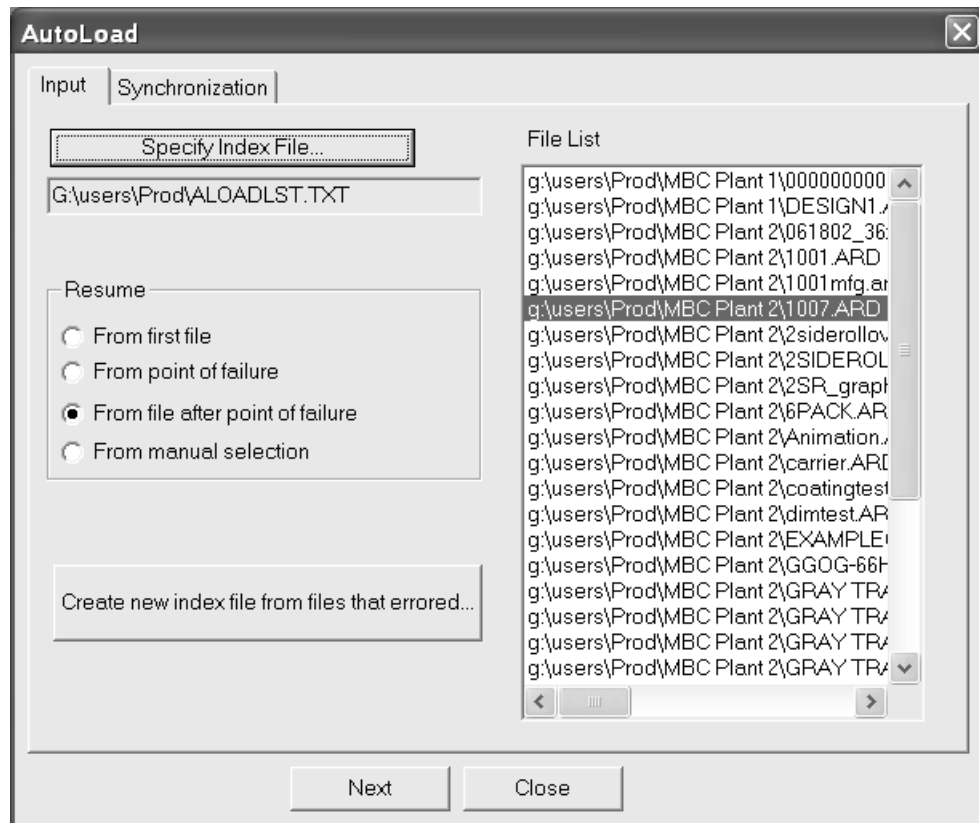 AutoLoad
Input
Synchronization
Specify Index File...
G:\users\Prod\ALOADLST.TXT
Resume
From first file
From point of failure
From file after point of failure
From manual selection
Create new index file from files that errored...
File List
g:\users\Prod\MBC Plant 1\000000000
g:\users\Prod\MBC Plant 1\DESIGN1.
g:\users\Prod\MBC Plant 2\061802_36
g:\users\Prod\MBC Plant 2\1001.ARD
g:\users\Prod\MBC Plant 2\1001mfg.ar
g:\users\Prod\MBC Plant 2\1007.ARD
g:\users\Prod\MBC Plant 2\2siderollov
g:\users\Prod\MBC Plant 2\2SIDEROL
g:\users\Prod\MBC Plant 2\2SR_grap
g:\users\Prod\MBC Plant 2\6PACK.AR
g:\users\Prod\MBC Plant 2\Animation.
g:\users\Prod\MBC Plant 2\carrier.ARD
g:\users\Prod\MBC Plant 2\coatingtest
g:\users\Prod\MBC Plant 2\dimtest.AR
g:\users\Prod\MBC Plant 2\EXAMPLE
g:\users\Prod\MBC Plant 2\GGOG-66H
g:\users\Prod\MBC Plant 2\GRAY TRA
g:\users\Prod\MBC Plant 2\GRAY TRA
g:\users\Prod\MBC Plant 2\GRAY TRA
g:\users\Prod\MBC Plant 2\GRAY TRA
Next
Close